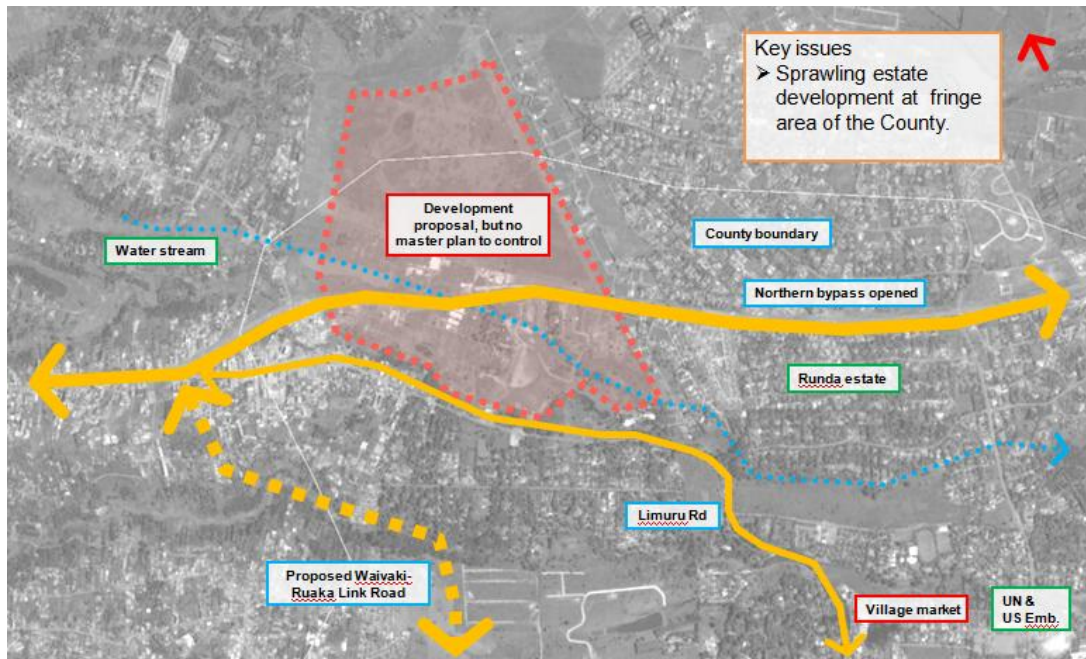 Key issues
➢ Sprawling estate
development at fringe
area of the County.
Development
proposal, but no
master plan to control
Water stream
County boundary
Northern bypass opened
Runda estate
Limuru Rd
Proposed Waivaki-
Ruaka Link Road
Village market
UN &
US Emb.